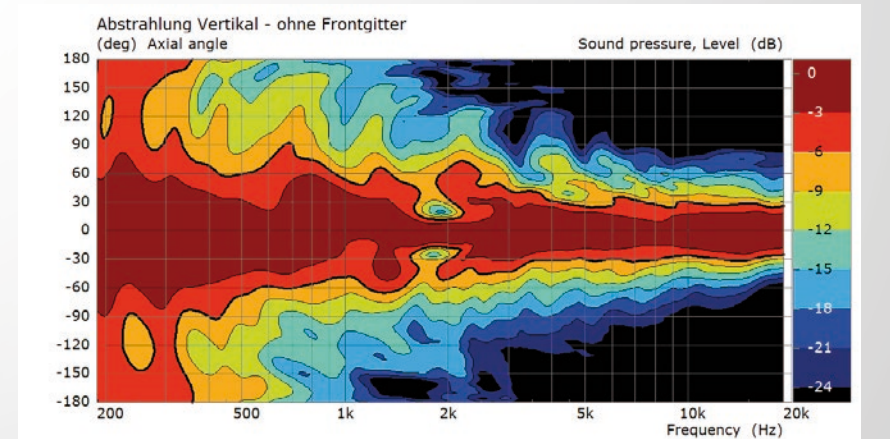 Abstrahlung Vertikal - ohne Frontgitter
(deg) Axial angle
Sound pressure, Level (dB)
180
150
120
90
60
30
0
-30
-60
-90
-120
-150
-180
200
500
1k
2k
5k
10k
20k
Frequency (Hz)
0
-3
-6
-9
-12
-15
-18
-21
-24